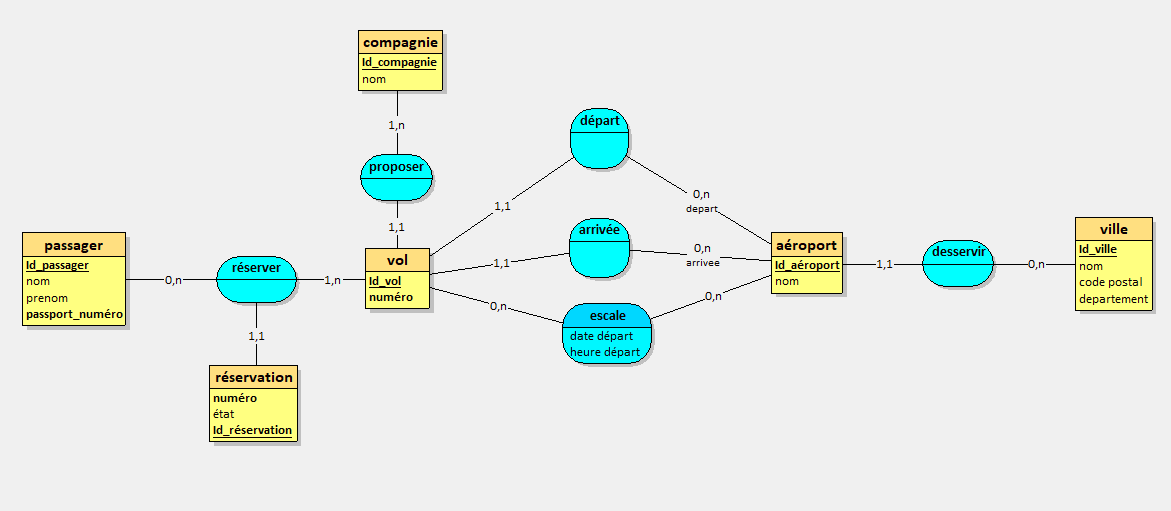 compagnie
Id_compagnie
nom
1,n
proposer
1,1
départ
1,1
0,n
depart
arrivée
1,1
0,n
arrivee
escale
date départ
heure départ
0,n
0,n
passager
Id_passager
nom
prenom
passport_numéro
0,n
réserver
1,n
1,1
vol
Id_vol
numéro
réservation
numéro
état
Id_réservation
aéroport
Id_aéroport
nom
1,1
desservir
0,n
ville
Id_ville
nom
code postal
departement